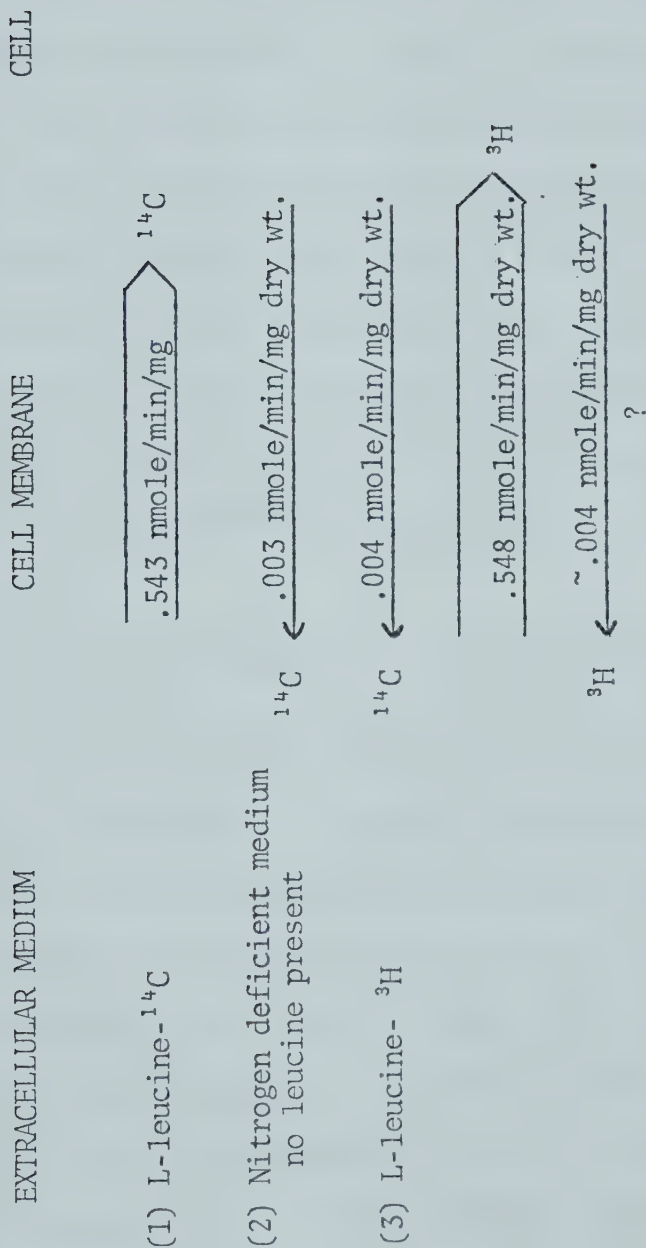 EXTRACELLULAR MEDIUM
CELL MEMBRANE
CELL
(1) L-leucine-¹⁴C
.543 nmole/min/mg
¹⁴C
(2) Nitrogen deficient medium
no leucine present
¹⁴C
.003 nmole/min/mg dry wt.
(3) L-leucine- ³H
¹⁴C
.004 nmole/min/mg dry wt.
.548 nmole/min/mg dry wt.
³H
³H
~.004 nmole/min/mg dry wt.
?